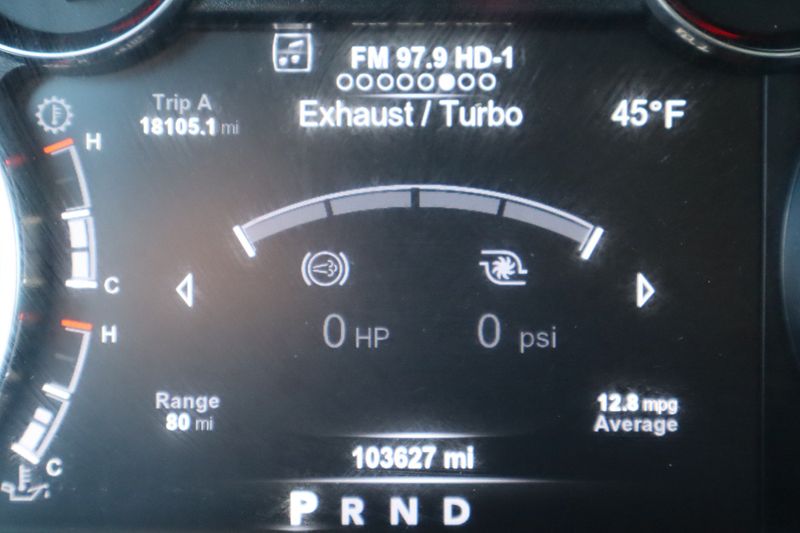 FM 97.9 HD-1
Trip A
18105.1 mi
Exhaust / Turbo
45°F
H
C
H
C
0 HP
0 psi
Range
80 mi
12.8 mpg
Average
103627 mi
P R N D